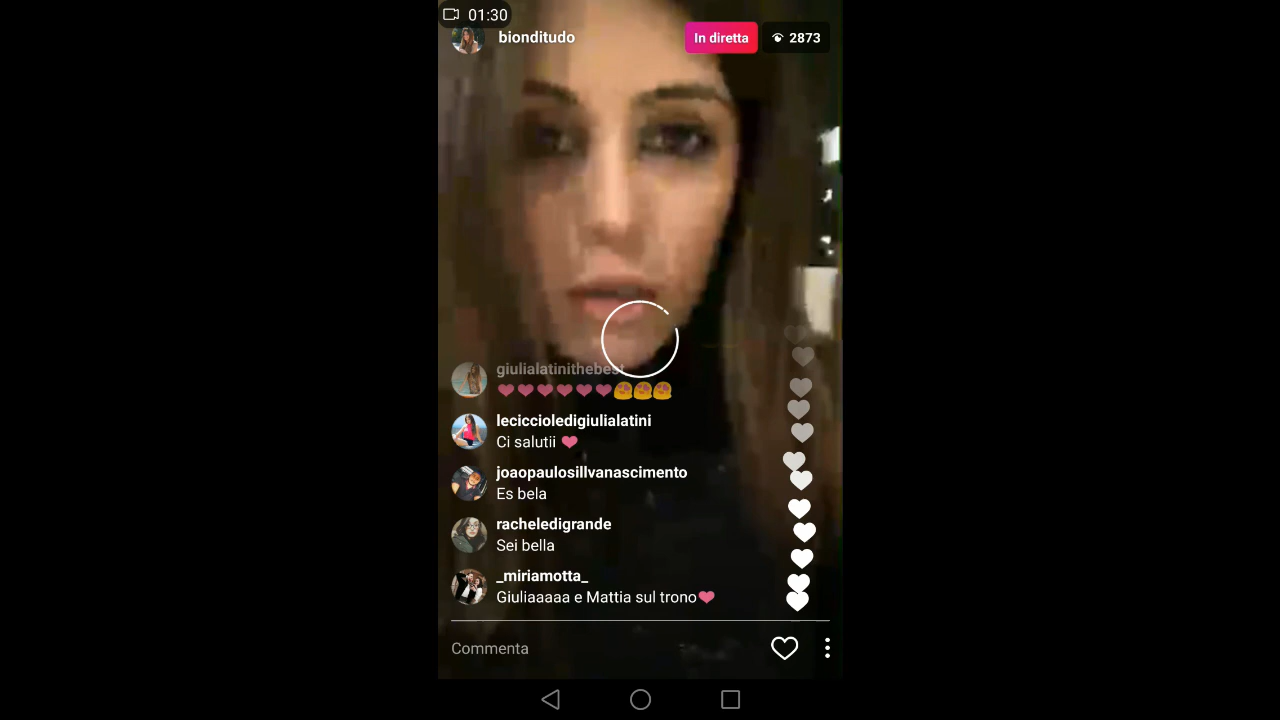 01:30
bionditudo
In diretta
2873
giulialatinithebest
leciccioledigiulialatini
Ci salutii
joaopaulosillvanascimento
Es bela
racheledigrande
Sei bella
_miriamotta_
Giuliaaaaa e Mattia sul trono
Commenta